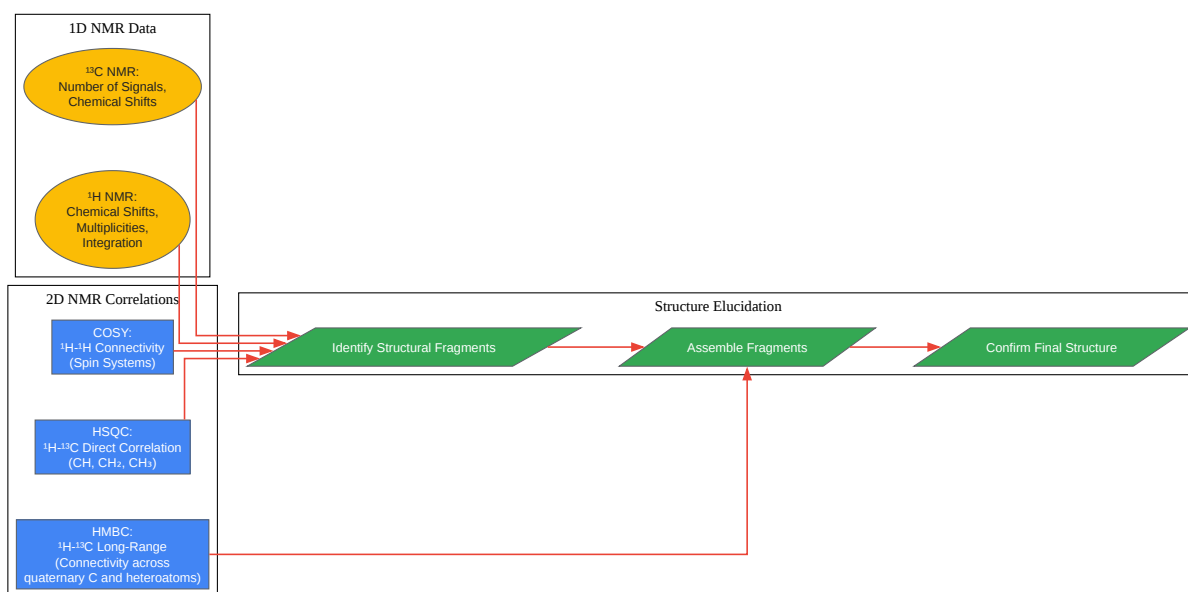 1D NMR Data
¹³C NMR:
Number of Signals,
Chemical Shifts
¹H NMR:
Chemical Shifts,
Multiplicities,
Integration
2D NMR Correlations
COSY:
¹H-¹H Connectivity
(Spin Systems)
HSQC:
¹H-¹³C Direct Correlation
(CH, CH₂, CH₃)
HMBC:
¹H-¹³C Long-Range
(Connectivity across
quaternary C and heteroatoms)
Structure Elucidation
Identify Structural Fragments
Assemble Fragments
Confirm Final Structure